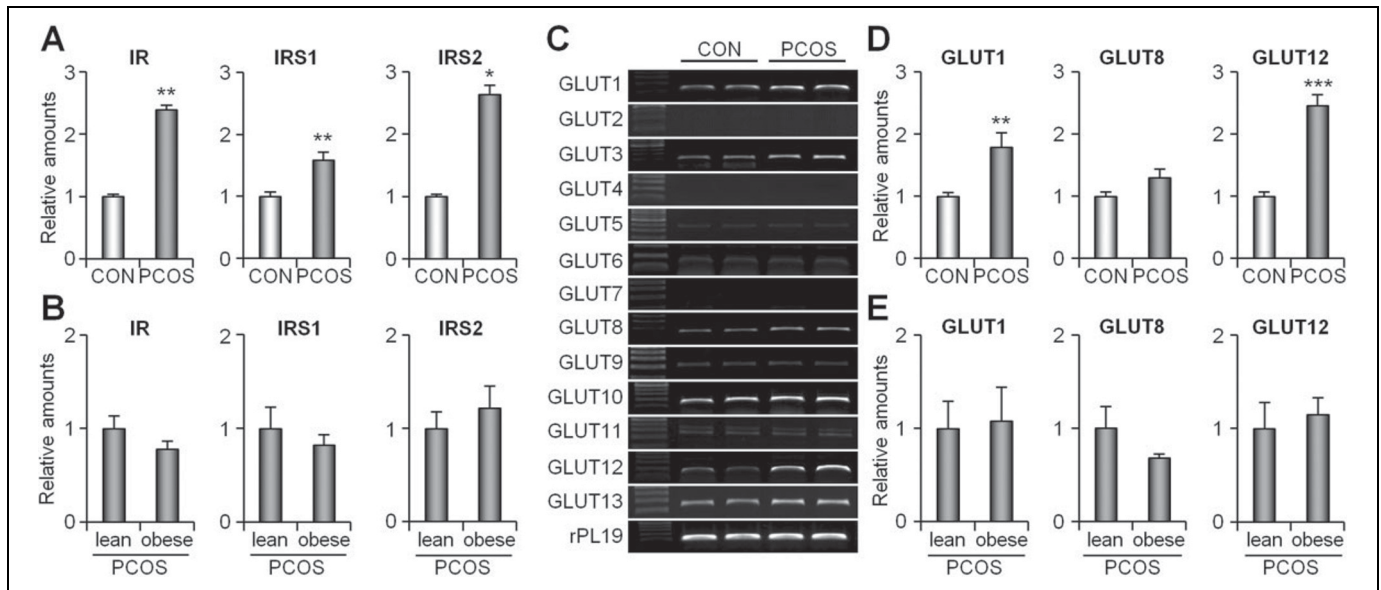 A
IR
IRS1
IRS2
Relative amounts
3
2
1
0
**
CON PCOS
3
2
1
0
**
CON PCOS
3
2
1
0
*
CON PCOS
B
IR
IRS1
IRS2
Relative amounts
2
1
0
lean obese
PCOS
2
1
0
lean obese
PCOS
2
1
0
lean obese
PCOS
C
CON PCOS
GLUT1
GLUT2
GLUT3
GLUT4
GLUT5
GLUT6
GLUT7
GLUT8
GLUT9
GLUT10
GLUT11
GLUT12
GLUT13
rPL19
D
GLUT1
GLUT8
GLUT12
Relative amounts
3
2
1
0
**
CON PCOS
3
2
1
0
CON PCOS
3
2
1
0
***
CON PCOS
E
GLUT1
GLUT8
GLUT12
Relative amounts
2
1
0
lean obese
PCOS
2
1
0
lean obese
PCOS
2
1
0
lean obese
PCOS